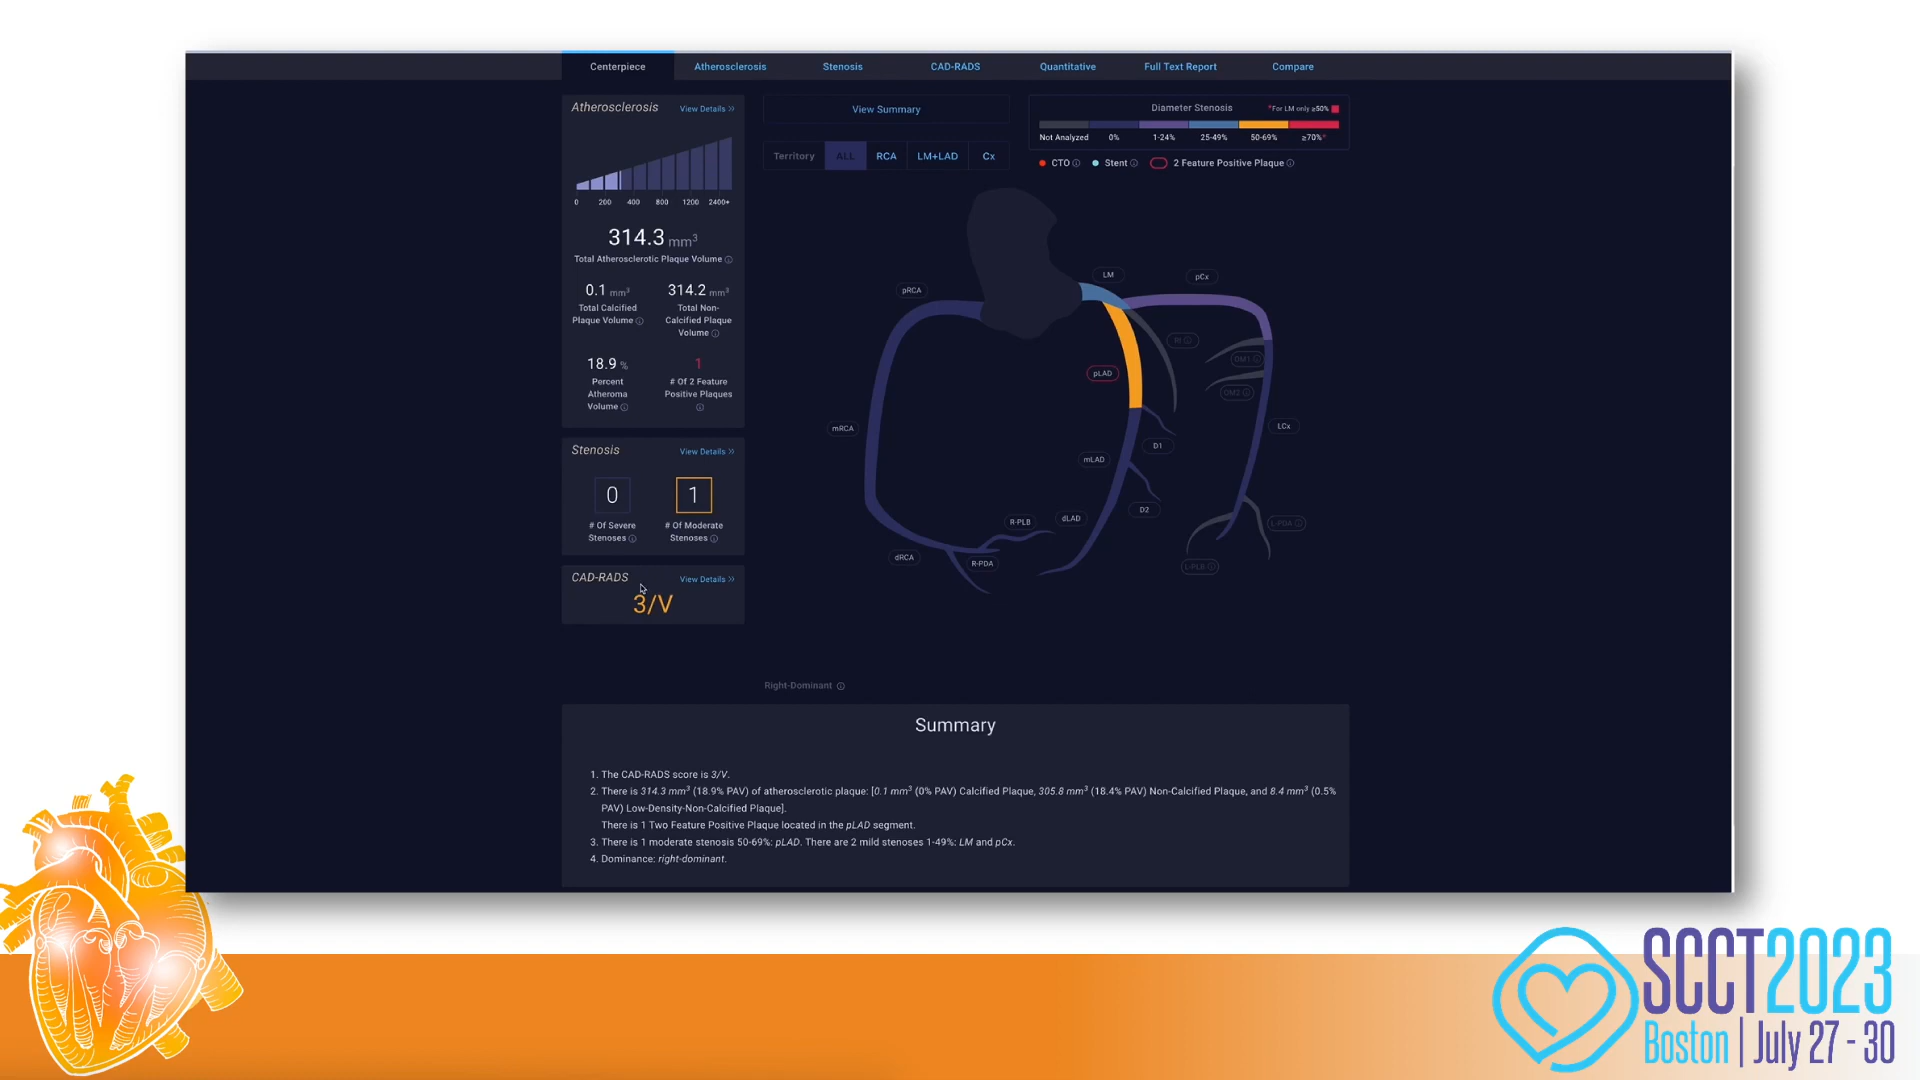 Centerpiece
Atherosclerosis
Stenosis
CAD-RADS
Quantitative
Full Text Report
Compare
Atherosclerosis
View Details >>
0 200 400 800 1200 2400+
314.3 mm³
Total Atherosclerotic Plaque Volume
0.1 mm³
Total Calcified
Plaque Volume
314.2 mm³
Total Non-
Calcified Plaque
Volume
18.9 %
Percent
Atheroma
Volume
1
# Of 2 Feature
Positive Plaques
Stenosis
View Details >>
0
# Of Severe
Stenoses
1
# Of Moderate
Stenoses
CAD-RADS
View Details >>
3/V
View Summary
Territory ALL RCA LM+LAD Cx
Diameter Stenosis
*For LM only ≥50%
Not Analyzed 0% 1-24% 25-49% 50-69% ≥70%*
CTO Stent 2 Feature Positive Plaque
LM
pCx
pRCA
RI
OM1
pLAD
OM2
mRCA
LCx
D1
mLAD
D2
R-PLB
dLAD
L-PDA
dRCA
R-PDA
L-PLB
Right-Dominant
Summary
1. The CAD-RADS score is 3/V.
2. There is 314.3 mm³ (18.9% PAV) of atherosclerotic plaque: [0.1 mm³ (0% PAV) Calcified Plaque, 305.8 mm³ (18.4% PAV) Non-Calcified Plaque, and 8.4 mm³ (0.5%
PAV) Low-Density-Non-Calcified Plaque].
There is 1 Two Feature Positive Plaque located in the pLAD segment.
3. There is 1 moderate stenosis 50-69%: pLAD. There are 2 mild stenoses 1-49%: LM and pCx.
4. Dominance: right-dominant.
SCCT2023
Boston | July 27 - 30